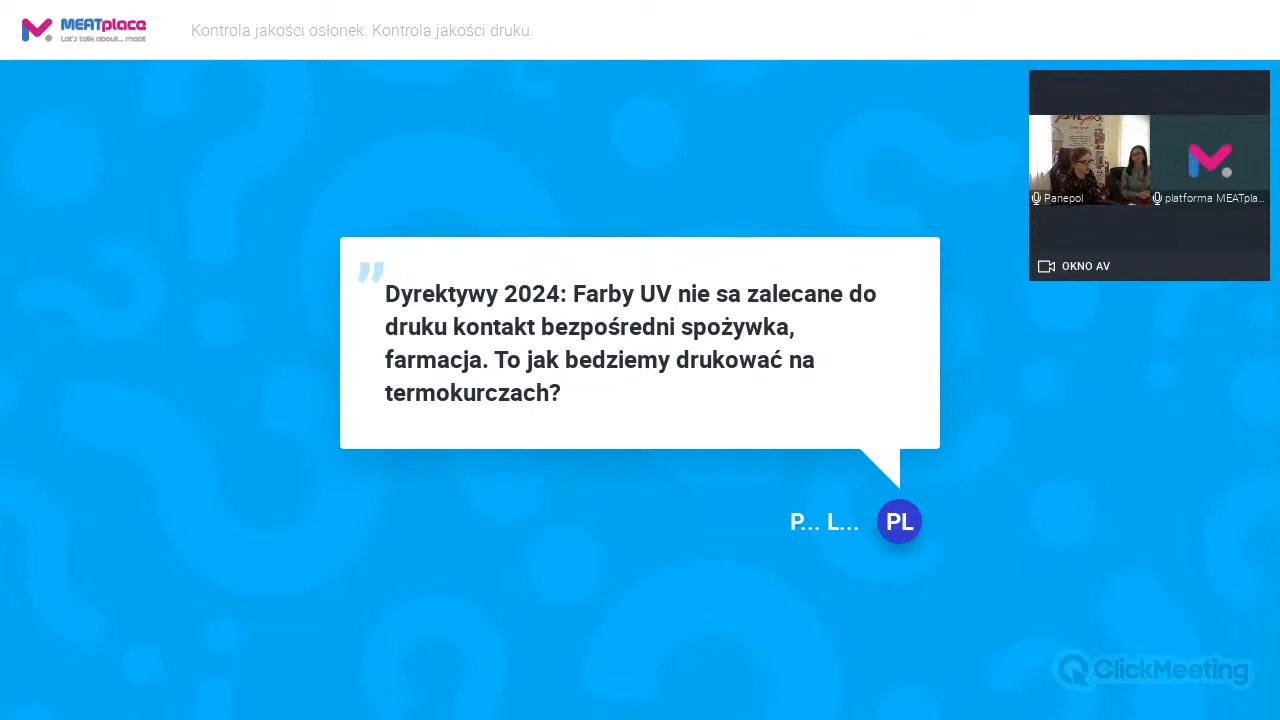 MEATplace
Let's talk about... meat
Kontrola jakości osłonek. Kontrola jakości druku.
Panepol
platforma MEATpla...
OKNO AV
Dyrektywy 2024: Farby UV nie sa zalecane do
druku kontakt bezpośredni spożywka,
farmacja. To jak bedziemy drukować na
termokurczach?
P... L...
PL
ClickMeeting